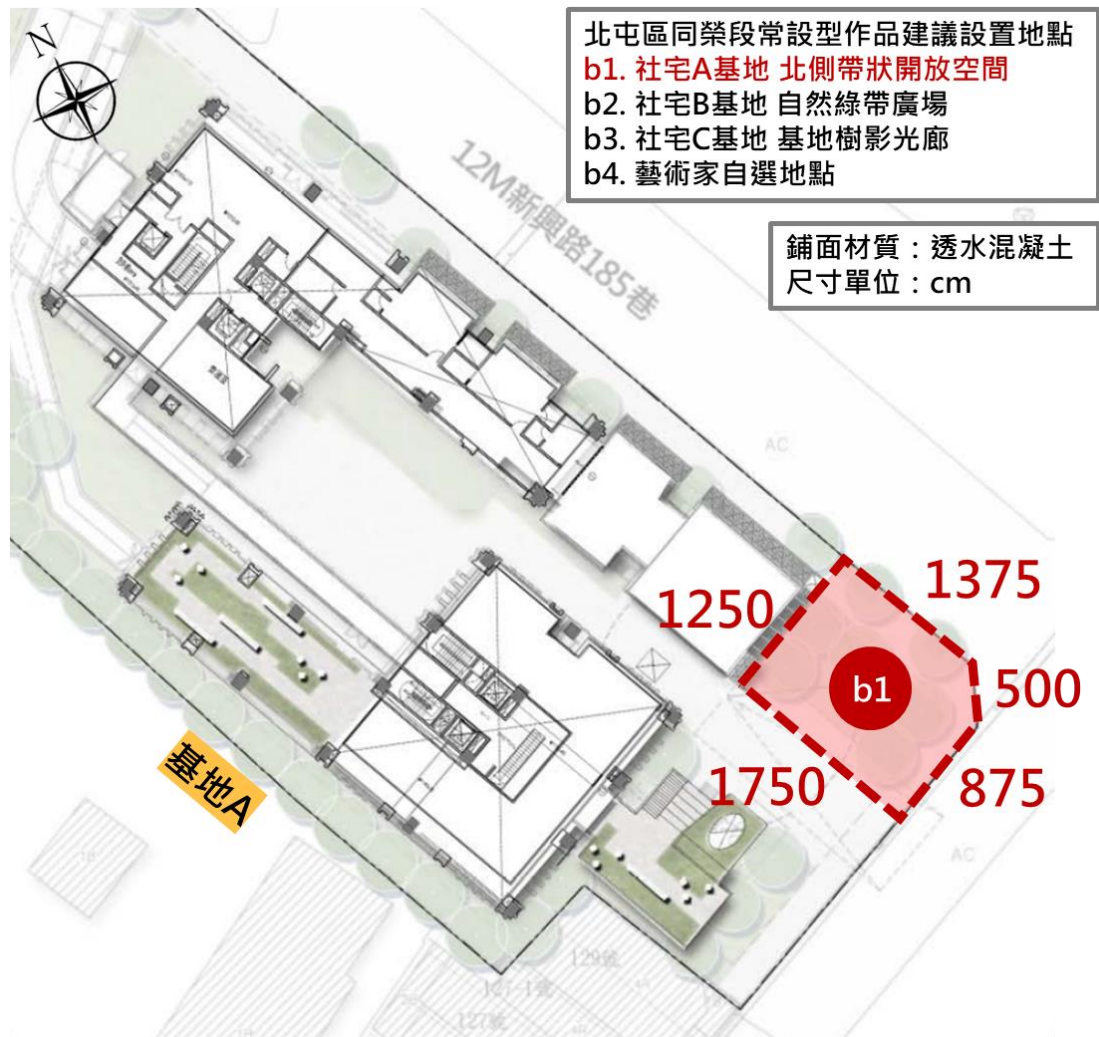 北屯區同榮段常設型作品建議設置地點
b1. 社宅A基地 北側帶狀開放空間
b2. 社宅B基地 自然綠帶廣場
b3. 社宅C基地 基地樹影光廊
b4. 藝術家自選地點
鋪面材質：透水混凝土
尺寸單位：cm
N
12M新興路185巷
AC
1375
1250
b1
500
1750
875
基地A
AC
129號
127-1號
127號